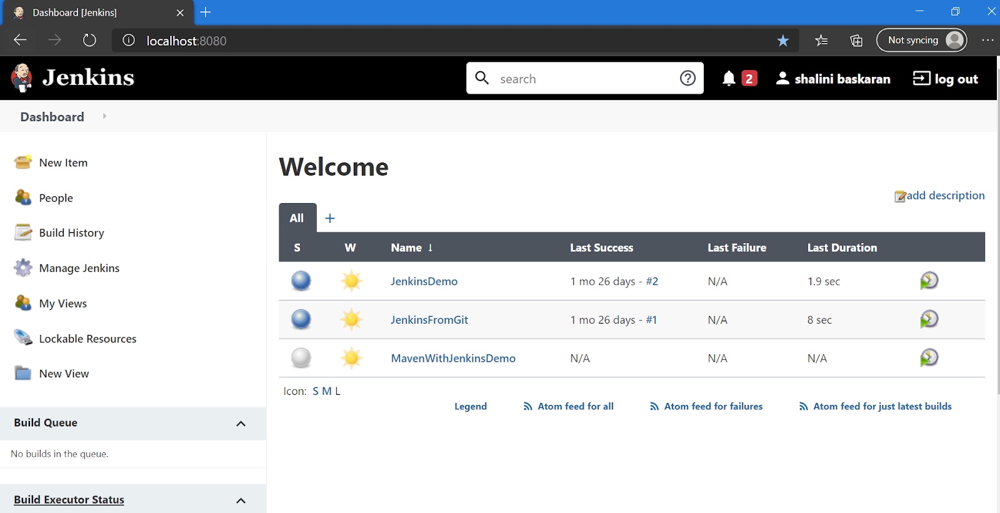 Dashboard [Jenkins]
localhost:8080
Not syncing
Jenkins
search
2
shalini baskaran
log out
Dashboard
New Item
People
Build History
Manage Jenkins
My Views
Lockable Resources
New View
Build Queue
No builds in the queue.
Build Executor Status
Welcome
add description
All +
S W Name ↓ Last Success Last Failure Last Duration
JenkinsDemo 1 mo 26 days - #2 N/A 1.9 sec
JenkinsFromGit 1 mo 26 days - #1 N/A 8 sec
MavenWithJenkinsDemo N/A N/A N/A
Icon: S M L
Legend Atom feed for all Atom feed for failures Atom feed for just latest builds